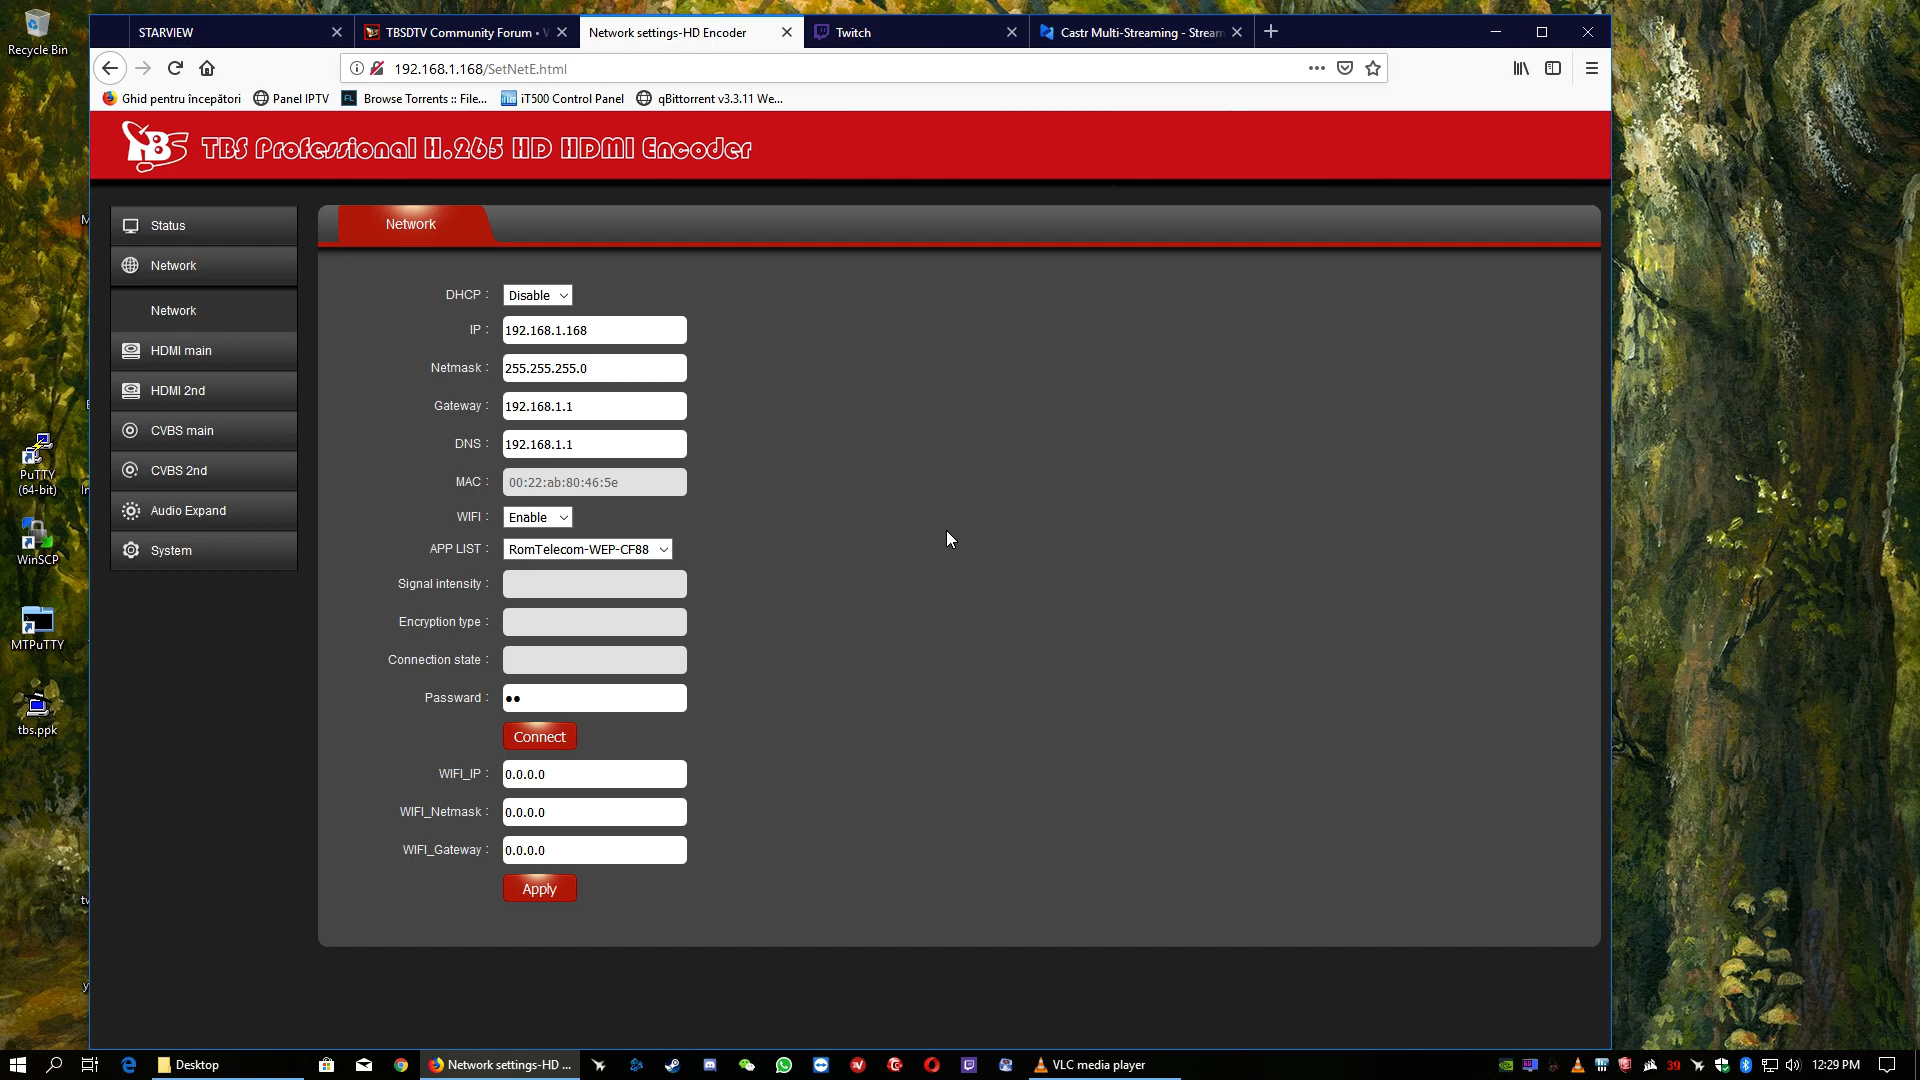 Recycle Bin
PuTTY
(64-bit)
WinSCP
MTPuTTY
tbs.ppk
STARVIEW
TBSDTV Community Forum •
Network settings-HD Encoder
Twitch
Castr Multi-Streaming - Stream
192.168.1.168/SetNetE.html
Ghid pentru începători
Panel IPTV
FL
Browse Torrents :: File...
iT500 Control Panel
qBittorrent v3.3.11 We...
TBS
TBS Professional H.265 HD HDMI Encoder
Status
Network
Network
HDMI main
HDMI 2nd
CVBS main
CVBS 2nd
Audio Expand
System
Network
DHCP : Disable
IP : 192.168.1.168
Netmask : 255.255.255.0
Gateway : 192.168.1.1
DNS : 192.168.1.1
MAC : 00:22:ab:80:46:5e
WIFI : Enable
APP LIST : RomTelecom-WEP-CF88
Signal intensity :
Encryption type :
Connection state :
Password : ●●
Connect
WIFI_IP : 0.0.0.0
WIFI_Netmask : 0.0.0.0
WIFI_Gateway : 0.0.0.0
Apply
Desktop
Network settings-HD ...
VLC media player
39
12:29 PM